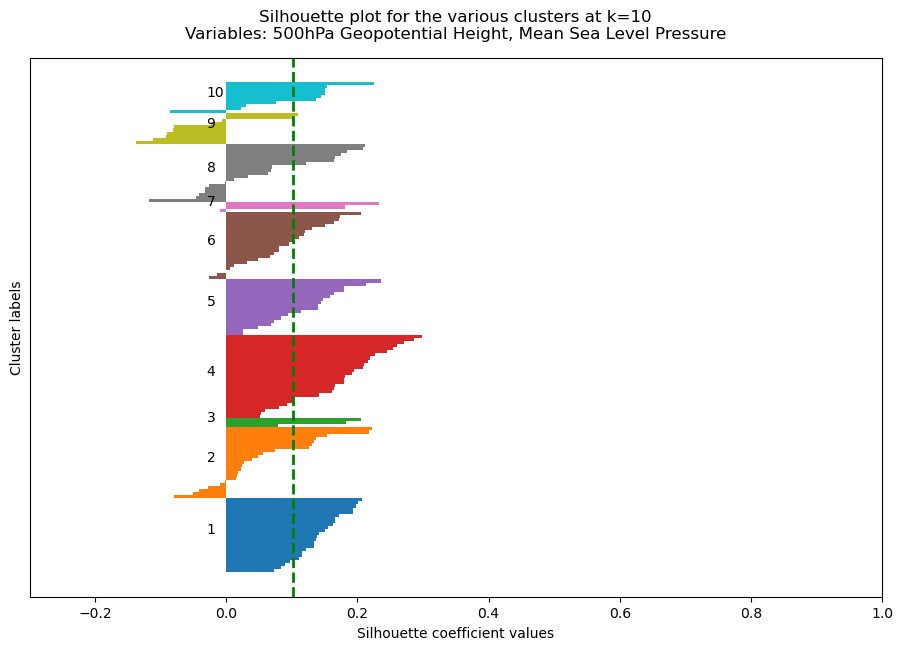 Silhouette plot for the various clusters at k=10
Variables: 500hPa Geopotential Height, Mean Sea Level Pressure
10
9
8
7
6
5
4
3
2
1
Cluster labels
−0.2 0.0 0.2 0.4 0.6 0.8 1.0
Silhouette coefficient values